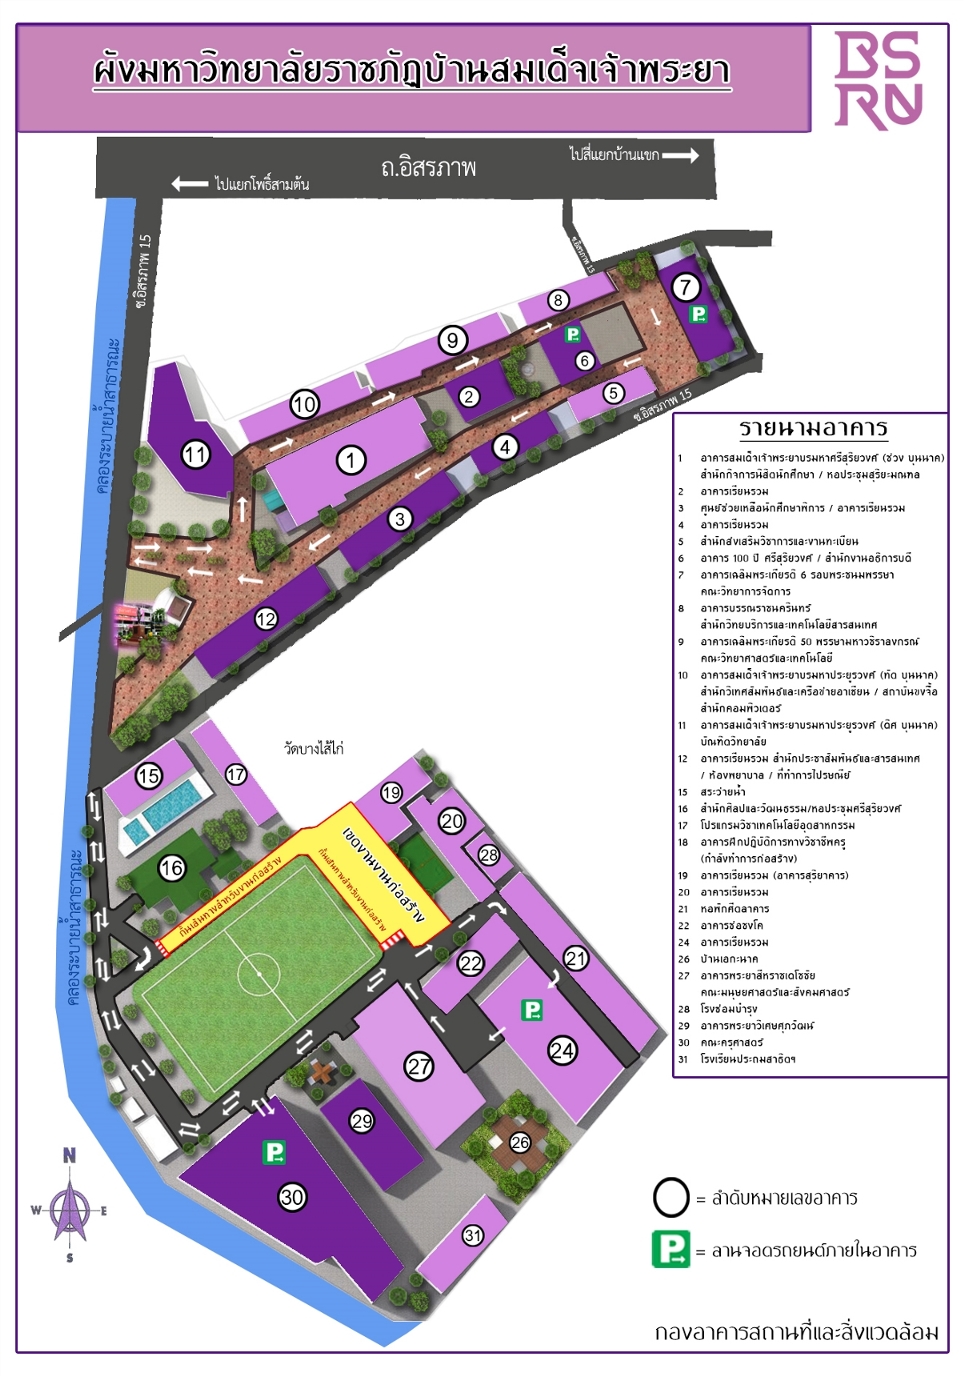 ผังมหาวิทยาลัยราชภัฏบ้านสมเด็จเจ้าพระยา
BS
RU
ไปสี่แยกบ้านแขก
ถ.อิสรภาพ
ไปแยกโพธิ์สามต้น
ซ.อิสรภาพ 15
ซ.อิสรภาพ 15
คลองระบายน้ำสาธารณะ
7
8
9
6
2
5
10
4
1
11
3
12
ซ.อิสรภาพ 15
รายนามอาคาร
1 อาคารสมเด็จเจ้าพระยาบรมมหาศรีสุริยวงศ์ (ช่วง บุนนาค)
สำนักกิจการนิสิตนักศึกษา / หอประชุมสุริยะมณฑล
2 อาคารเรียนรวม
3 ศูนย์ช่วยเหลือนักศึกษาพิการ / อาคารเรียนรวม
4 อาคารเรียนรวม
5 สำนักส่งเสริมวิชาการและงานทะเบียน
6 อาคาร 100 ปี ศรีสุริยวงศ์ / สำนักงานอธิการบดี
7 อาคารเฉลิมพระเกียรติ 6 รอบพระชนมพรรษา
คณะวิทยาการจัดการ
8 อาคารบรรณราชนครินทร์
สำนักวิทยบริการและเทคโนโลยีสารสนเทศ
9 อาคารเฉลิมพระเกียรติ 50 พรรษามหาวชิราลงกรณ์
คณะวิทยาศาสตร์และเทคโนโลยี
10 อาคารสมเด็จเจ้าพระยาบรมมหาประยูรวงศ์ (ทัต บุนนาค)
สำนักวิเทศสัมพันธ์และเครือข่ายอาเซียน / สถาบันขงจื่อ
สำนักคอมพิวเตอร์
11 อาคารสมเด็จเจ้าพระยาบรมมหาประยูรวงศ์ (ดิศ บุนนาค)
บัณฑิตวิทยาลัย
12 อาคารเรียนรวม สำนักประชาสัมพันธ์และสารสนเทศ
/ ห้องพยาบาล / ที่ทำการไปรษณีย์
15 สระว่ายน้ำ
16 สำนักศิลปและวัฒนธรรม/หอประชุมศรีสุริยวงศ์
17 โปรแกรมวิชาเทคโนโลยีอุตสาหกรรม
18 อาคารฝึกปฏิบัติการทางวิชาชีพครู
(กำลังทำการก่อสร้าง)
19 อาคารเรียนรวม (อาคารสุริยาคาร)
20 อาคารเรียนรวม
21 หอพักศึตอาคาร
22 อาคารช่อชงโค
24 อาคารเรียนรวม
26 บ้านเอกะนาค
27 อาคารพระยาสีหราชเดโชชัย
คณะมนุษยศาสตร์และสังคมศาสตร์
28 โรงซ่อมบำรุง
29 อาคารพระยาวิเศษศุภวัฒน์
30 คณะครุศาสตร์
31 โรงเรียนประถมสาธิตฯ
วัดบางไส้ไก่
15
17
19
20
28
16
22
21
24
27
29
26
30
31
เขตงานงานก่อสร้าง
กั้นเส้นทางสำหรับงานก่อสร้าง
กั้นเส้นทางสำหรับงานก่อสร้าง
คลองระบายน้ำสาธารณะ
N
W E
S
= ลำดับหมายเลขอาคาร
P = ลานจอดรถยนต์ภายในอาคาร
กองอาคารสถานที่และสิ่งแวดล้อม